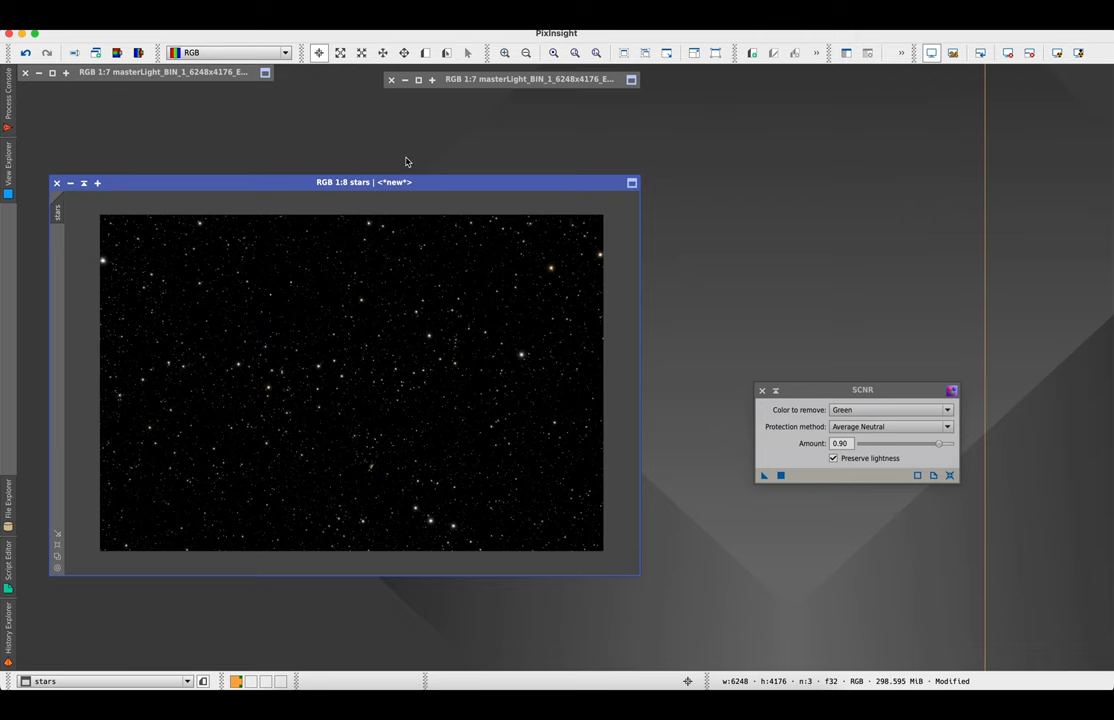 PixInsight
RGB
RGB 1:7 masterLight_BIN_1_6248x4176_E...
RGB 1:7 masterLight_BIN_1_6248x4176_E...
Process Console
View Explorer
File Explorer
Script Editor
History Explorer
RGB 1:8 stars | <*new*>
stars
SCNR
Color to remove: Green
Protection method: Average Neutral
Amount: 0.90
Preserve lightness
stars
w:6248 · h:4176 · n:3 · f32 · RGB · 298.595 MiB · Modified